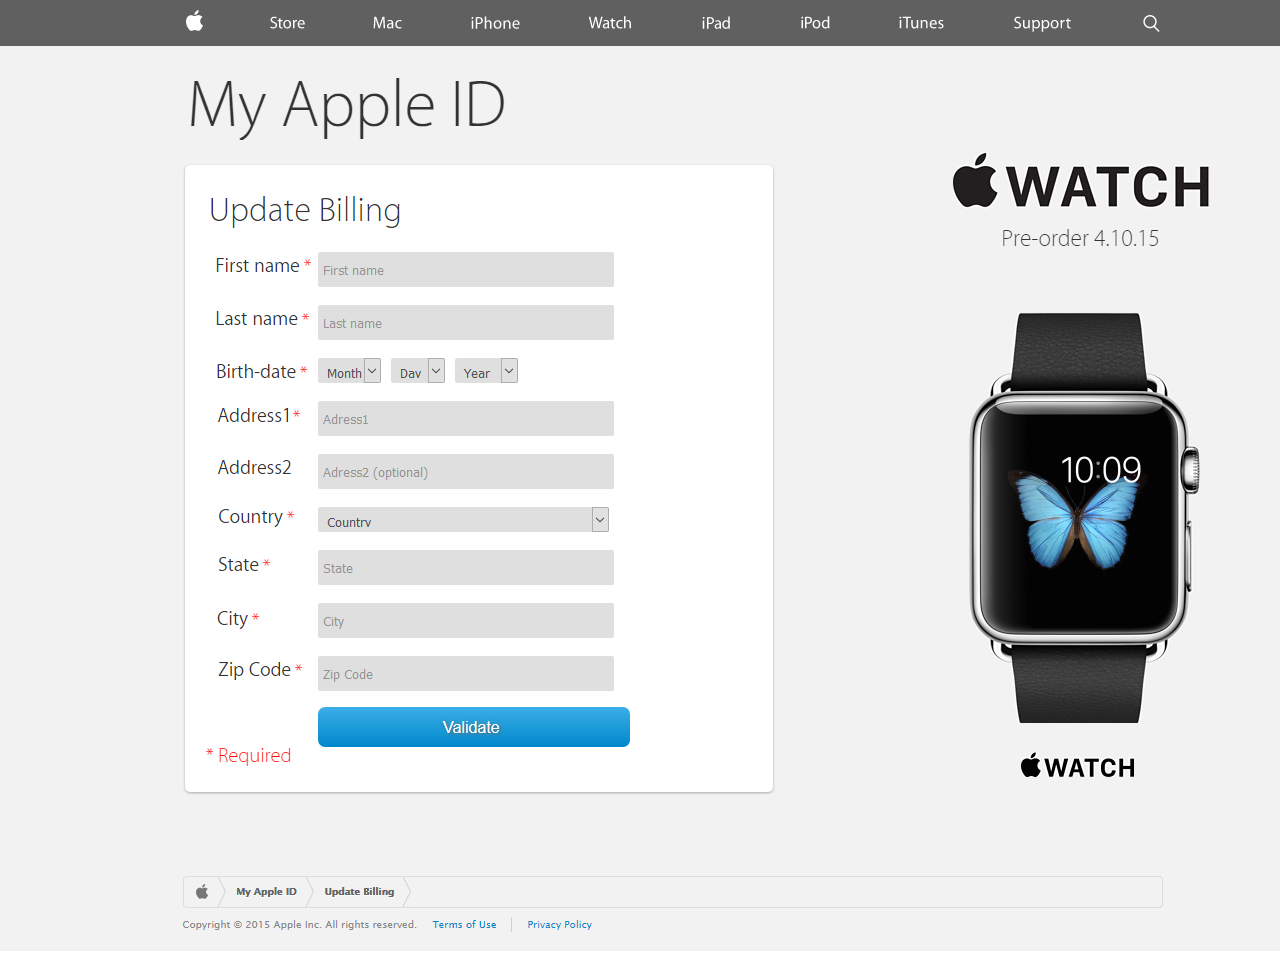 Store Mac iPhone Watch iPad iPod iTunes Support
My Apple ID
WATCH
Pre-order 4.10.15
Update Billing
First name * First name
Last name * Last name
Birth-date * Month Day Year
Address1* Adress1
Address2 Adress2 (optional)
Country * Country
State * State
City * City
Zip Code * Zip Code
Validate
* Required
10:09
WATCH
My Apple ID Update Billing
Copyright © 2015 Apple Inc. All rights reserved. Terms of Use Privacy Policy